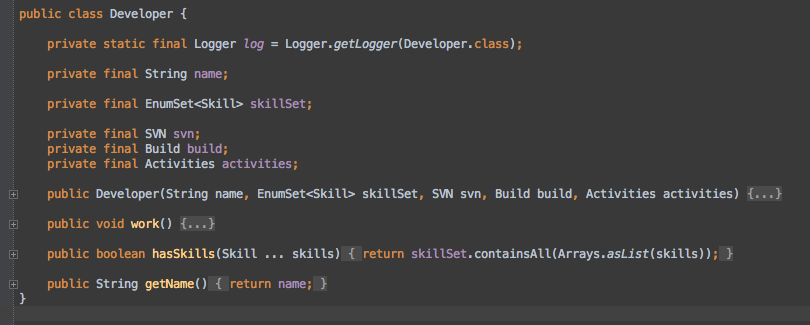 public class Developer {
private static final Logger log = Logger.getLogger(Developer.class);
private final String name;
private final EnumSet<Skill> skillSet;
private final SVN svn;
private final Build build;
private final Activities activities;
public Developer(String name, EnumSet<Skill> skillSet, SVN svn, Build build, Activities activities) {...}
public void work() {...}
public boolean hasSkills(Skill ... skills) { return skillSet.containsAll(Arrays.asList(skills)); }
public String getName() { return name; }
}